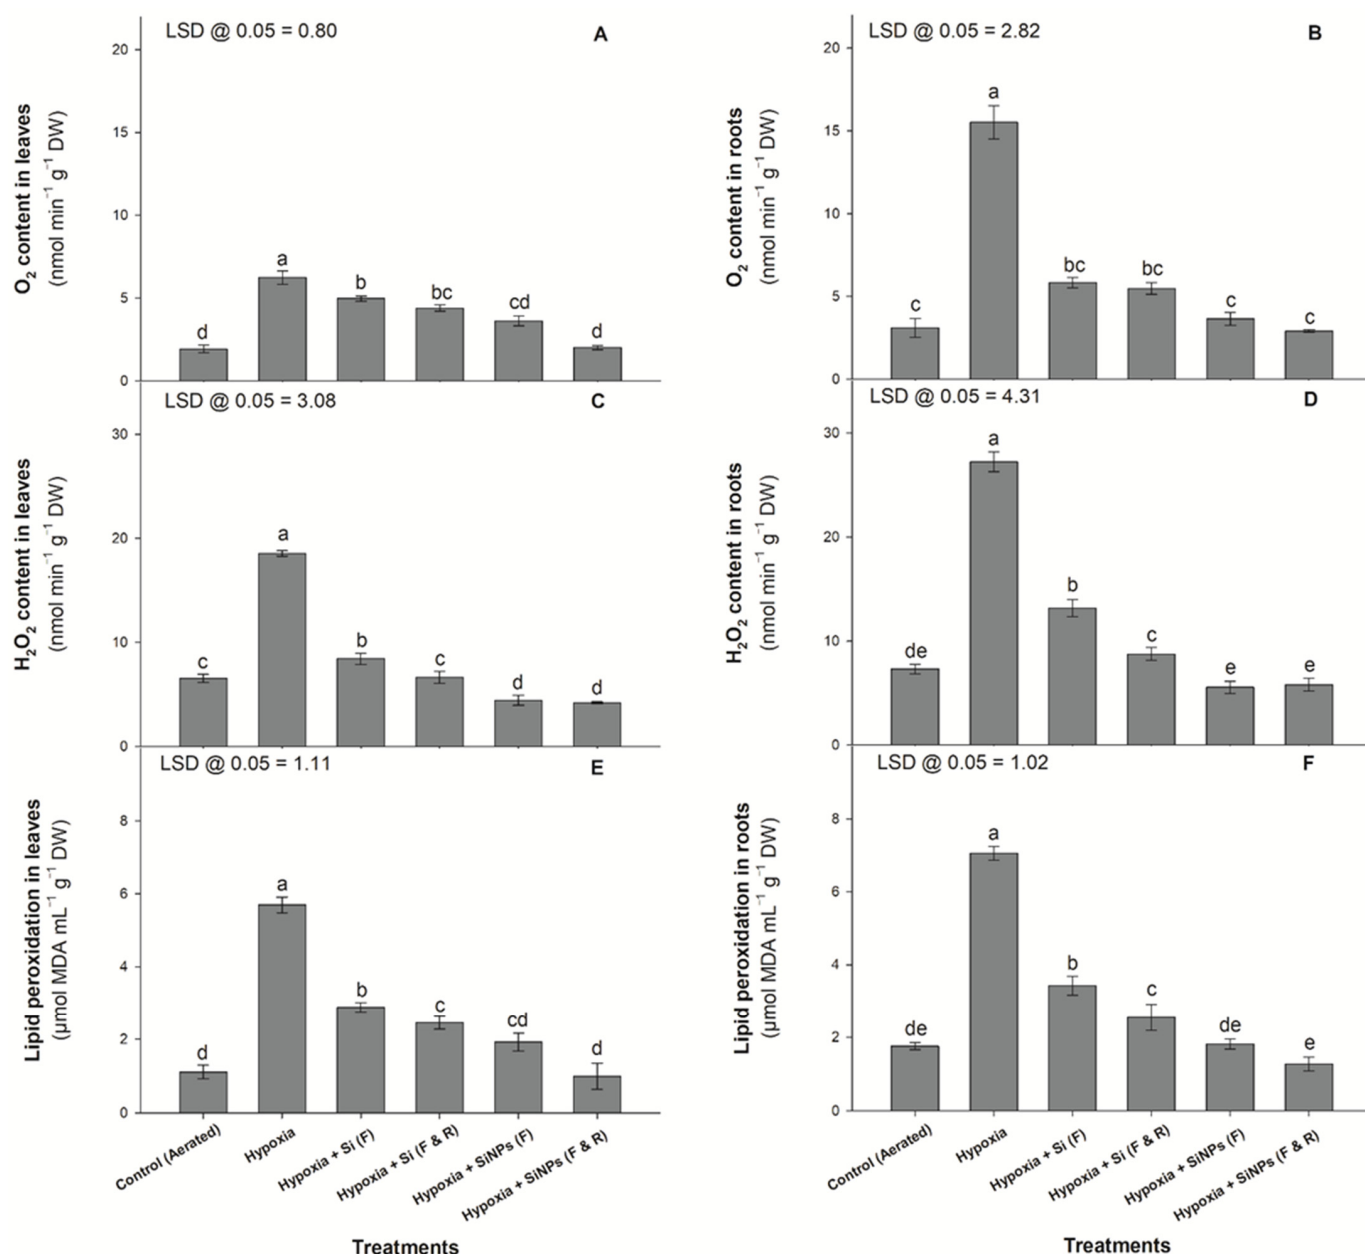 LSD @ 0.05 = 0.80
A
O₂ content in leaves
(nmol min⁻¹ g⁻¹ DW)
20
15
10
5
0
d
a
b
bc
cd
d
LSD @ 0.05 = 2.82
B
O₂ content in roots
(nmol min⁻¹ g⁻¹ DW)
20
15
10
5
0
c
a
bc
bc
c
c
LSD @ 0.05 = 3.08
C
H₂O₂ content in leaves
(nmol min⁻¹ g⁻¹ DW)
30
20
10
0
c
a
b
c
d
d
LSD @ 0.05 = 4.31
D
H₂O₂ content in roots
(nmol min⁻¹ g⁻¹ DW)
30
20
10
0
de
a
b
c
e
e
LSD @ 0.05 = 1.11
E
Lipid peroxidation in leaves
(µmol MDA mL⁻¹ g⁻¹ DW)
8
6
4
2
0
d
a
b
c
cd
d
Control (Aerated)
Hypoxia
Hypoxia + Si (F)
Hypoxia + Si (F & R)
Hypoxia + SiNPs (F)
Hypoxia + SiNPs (F & R)
Treatments
LSD @ 0.05 = 1.02
F
Lipid peroxidation in roots
(µmol MDA mL⁻¹ g⁻¹ DW)
8
6
4
2
0
de
a
b
c
de
e
Control (Aerated)
Hypoxia
Hypoxia + Si (F)
Hypoxia + Si (F & R)
Hypoxia + SiNPs (F)
Hypoxia + SiNPs (F & R)
Treatments